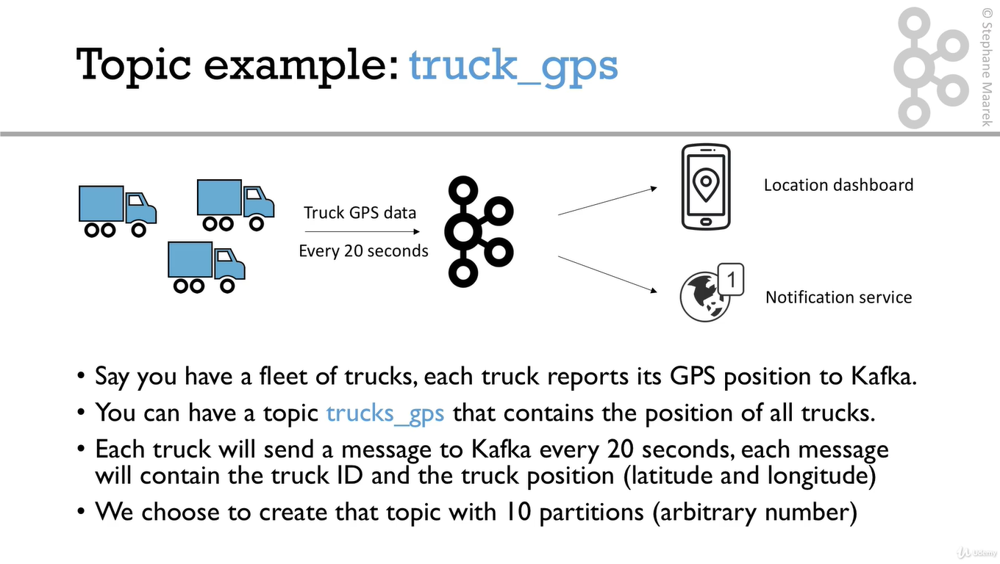 © Stephane Maarek
Topic example: truck_gps
Truck GPS data
Every 20 seconds
Location dashboard
1
Notification service
• Say you have a fleet of trucks, each truck reports its GPS position to Kafka.
• You can have a topic trucks_gps that contains the position of all trucks.
• Each truck will send a message to Kafka every 20 seconds, each message
will contain the truck ID and the truck position (latitude and longitude)
• We choose to create that topic with 10 partitions (arbitrary number)
Udemy